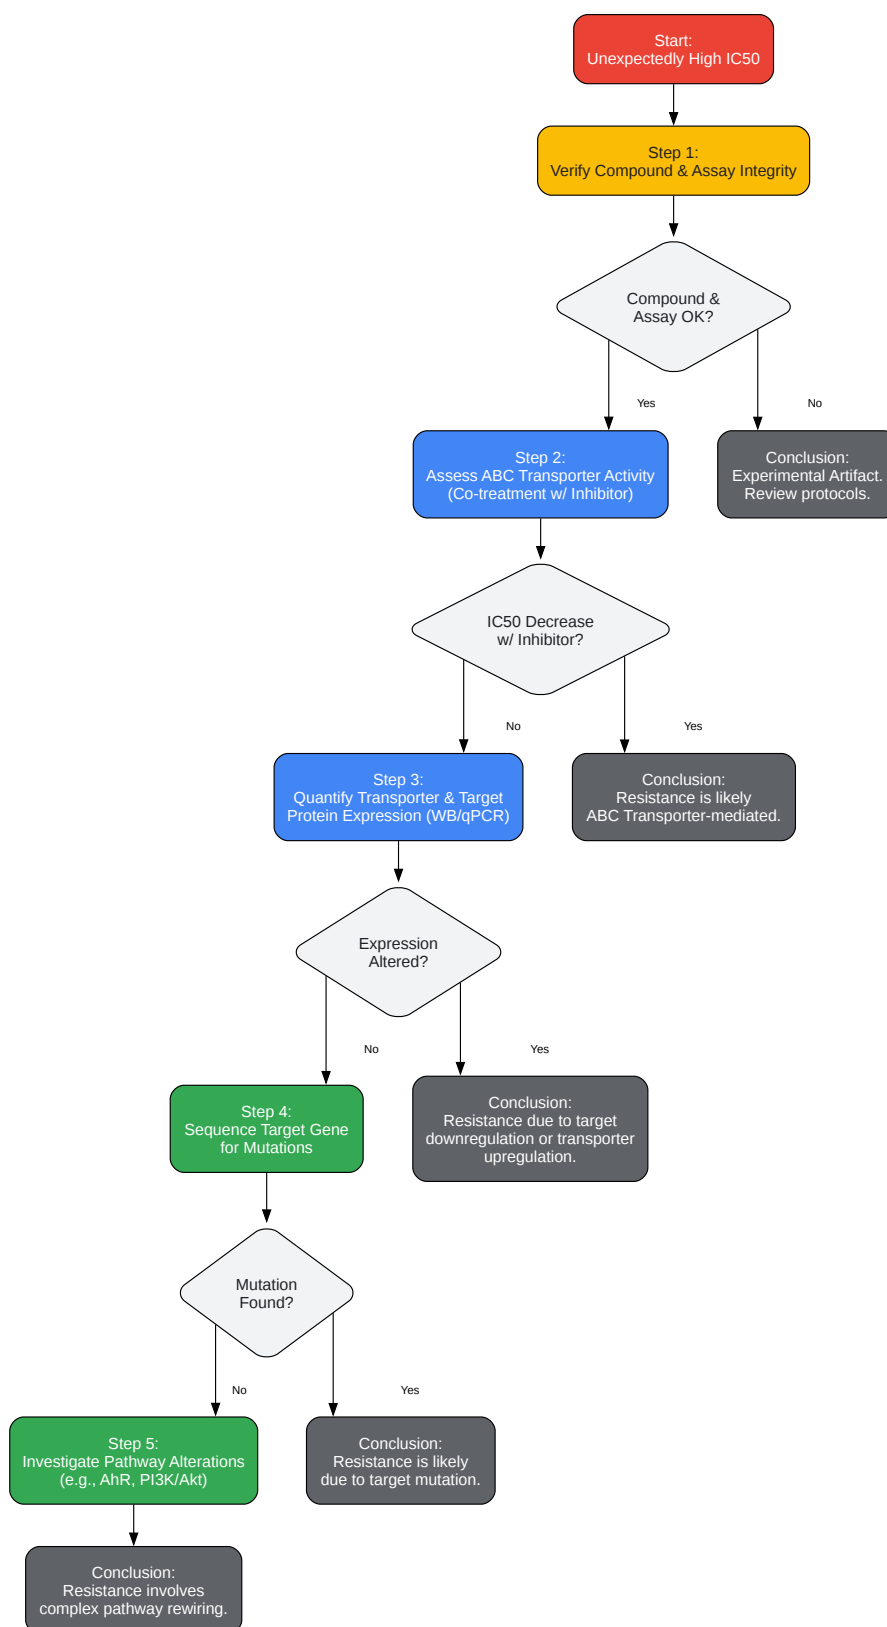 Start:
Unexpectedly High IC50
Step 1:
Verify Compound & Assay Integrity
Compound &
Assay OK?
Yes
No
Step 2:
Assess ABC Transporter Activity
(Co-treatment w/ Inhibitor)
Conclusion:
Experimental Artifact.
Review protocols.
IC50 Decrease
w/ Inhibitor?
No
Yes
Step 3:
Quantify Transporter & Target
Protein Expression (WB/qPCR)
Conclusion:
Resistance is likely
ABC Transporter-mediated.
Expression
Altered?
No
Yes
Step 4:
Sequence Target Gene
for Mutations
Conclusion:
Resistance due to target
downregulation or transporter
upregulation.
Mutation
Found?
No
Yes
Step 5:
Investigate Pathway Alterations
(e.g., AhR, PI3K/Akt)
Conclusion:
Resistance is likely
due to target mutation.
Conclusion:
Resistance involves
complex pathway rewiring.